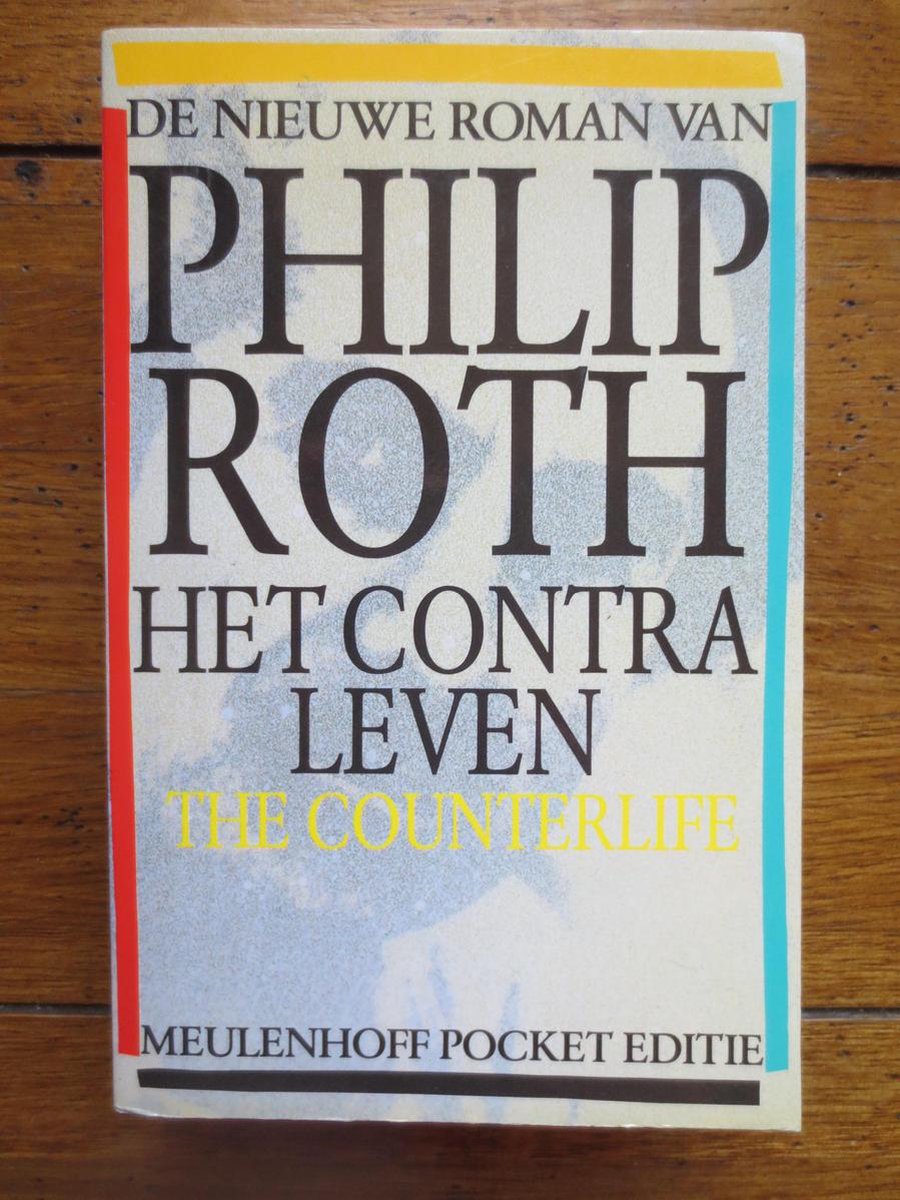 DE NIEUWE ROMAN VAN
PHILIP
ROTH
HET CONTRA
LEVEN
THE COUNTERLIFE
MEULENHOFF POCKET EDITIE